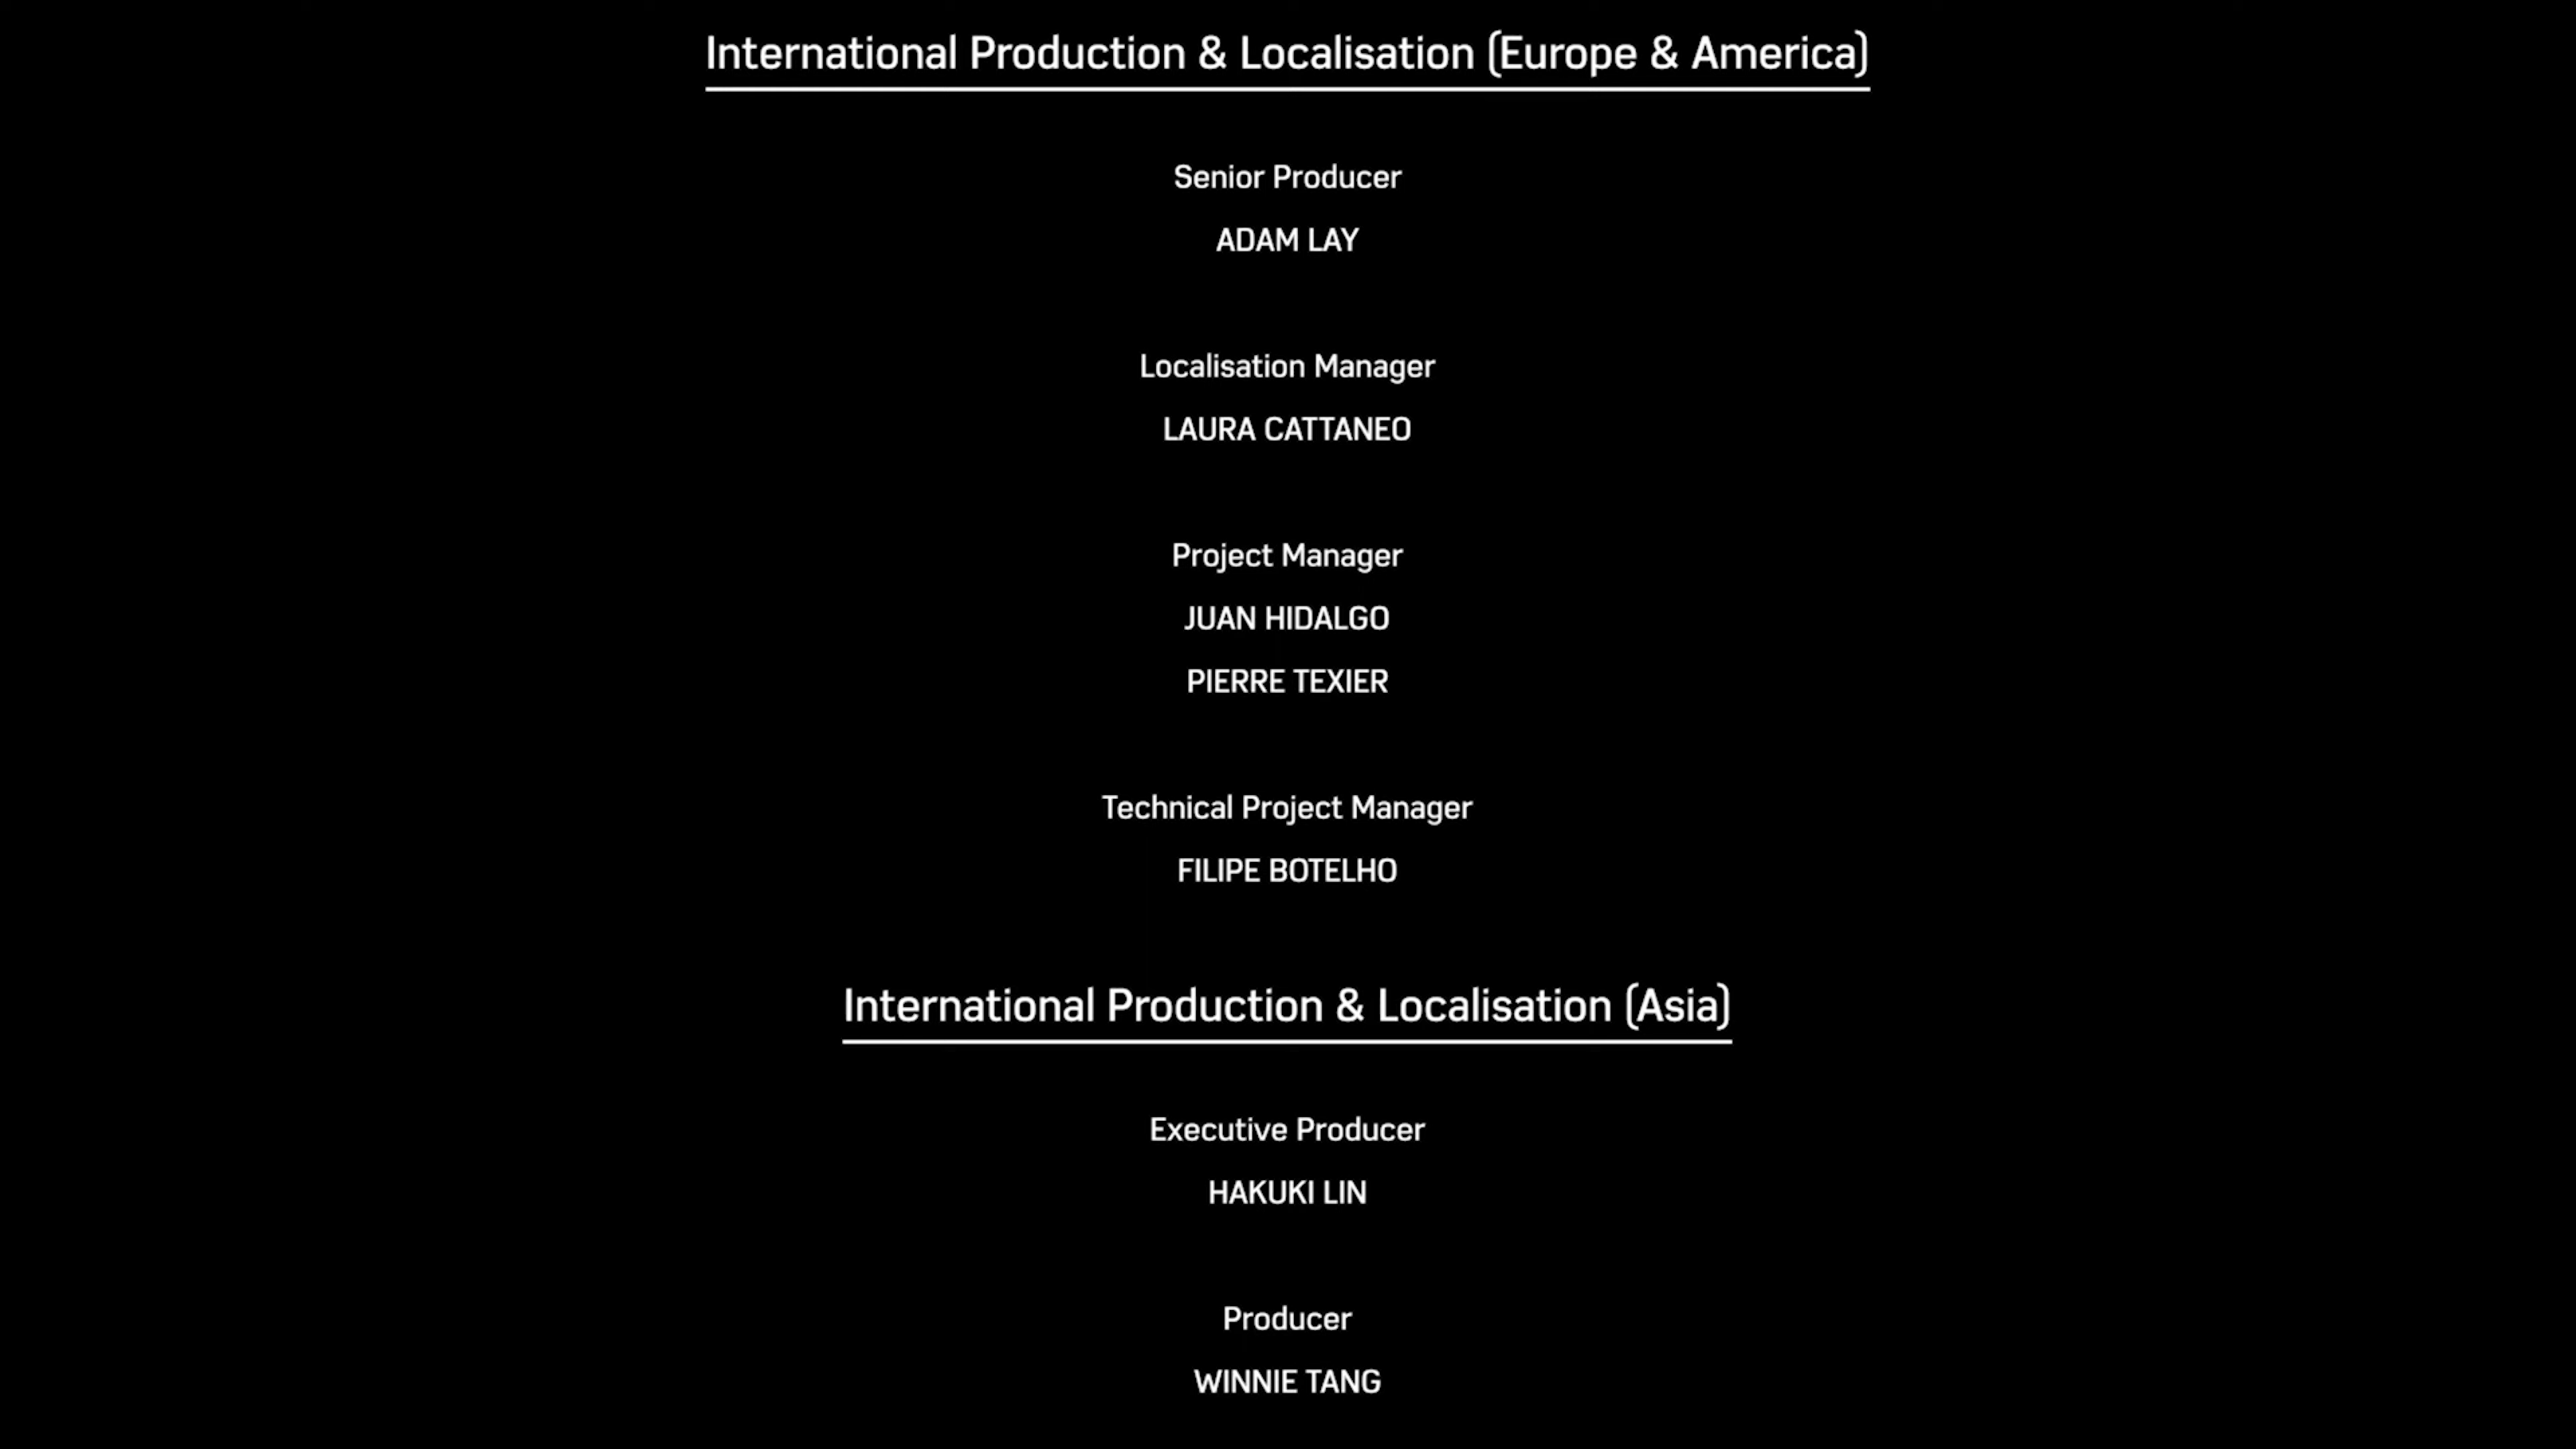 International Production & Localisation (Europe & America)
Senior Producer
ADAM LAY
Localisation Manager
LAURA CATTANEO
Project Manager
JUAN HIDALGO
PIERRE TEXIER
Technical Project Manager
FILIPE BOTELHO
International Production & Localisation (Asia)
Executive Producer
HAKUKI LIN
Producer
WINNIE TANG